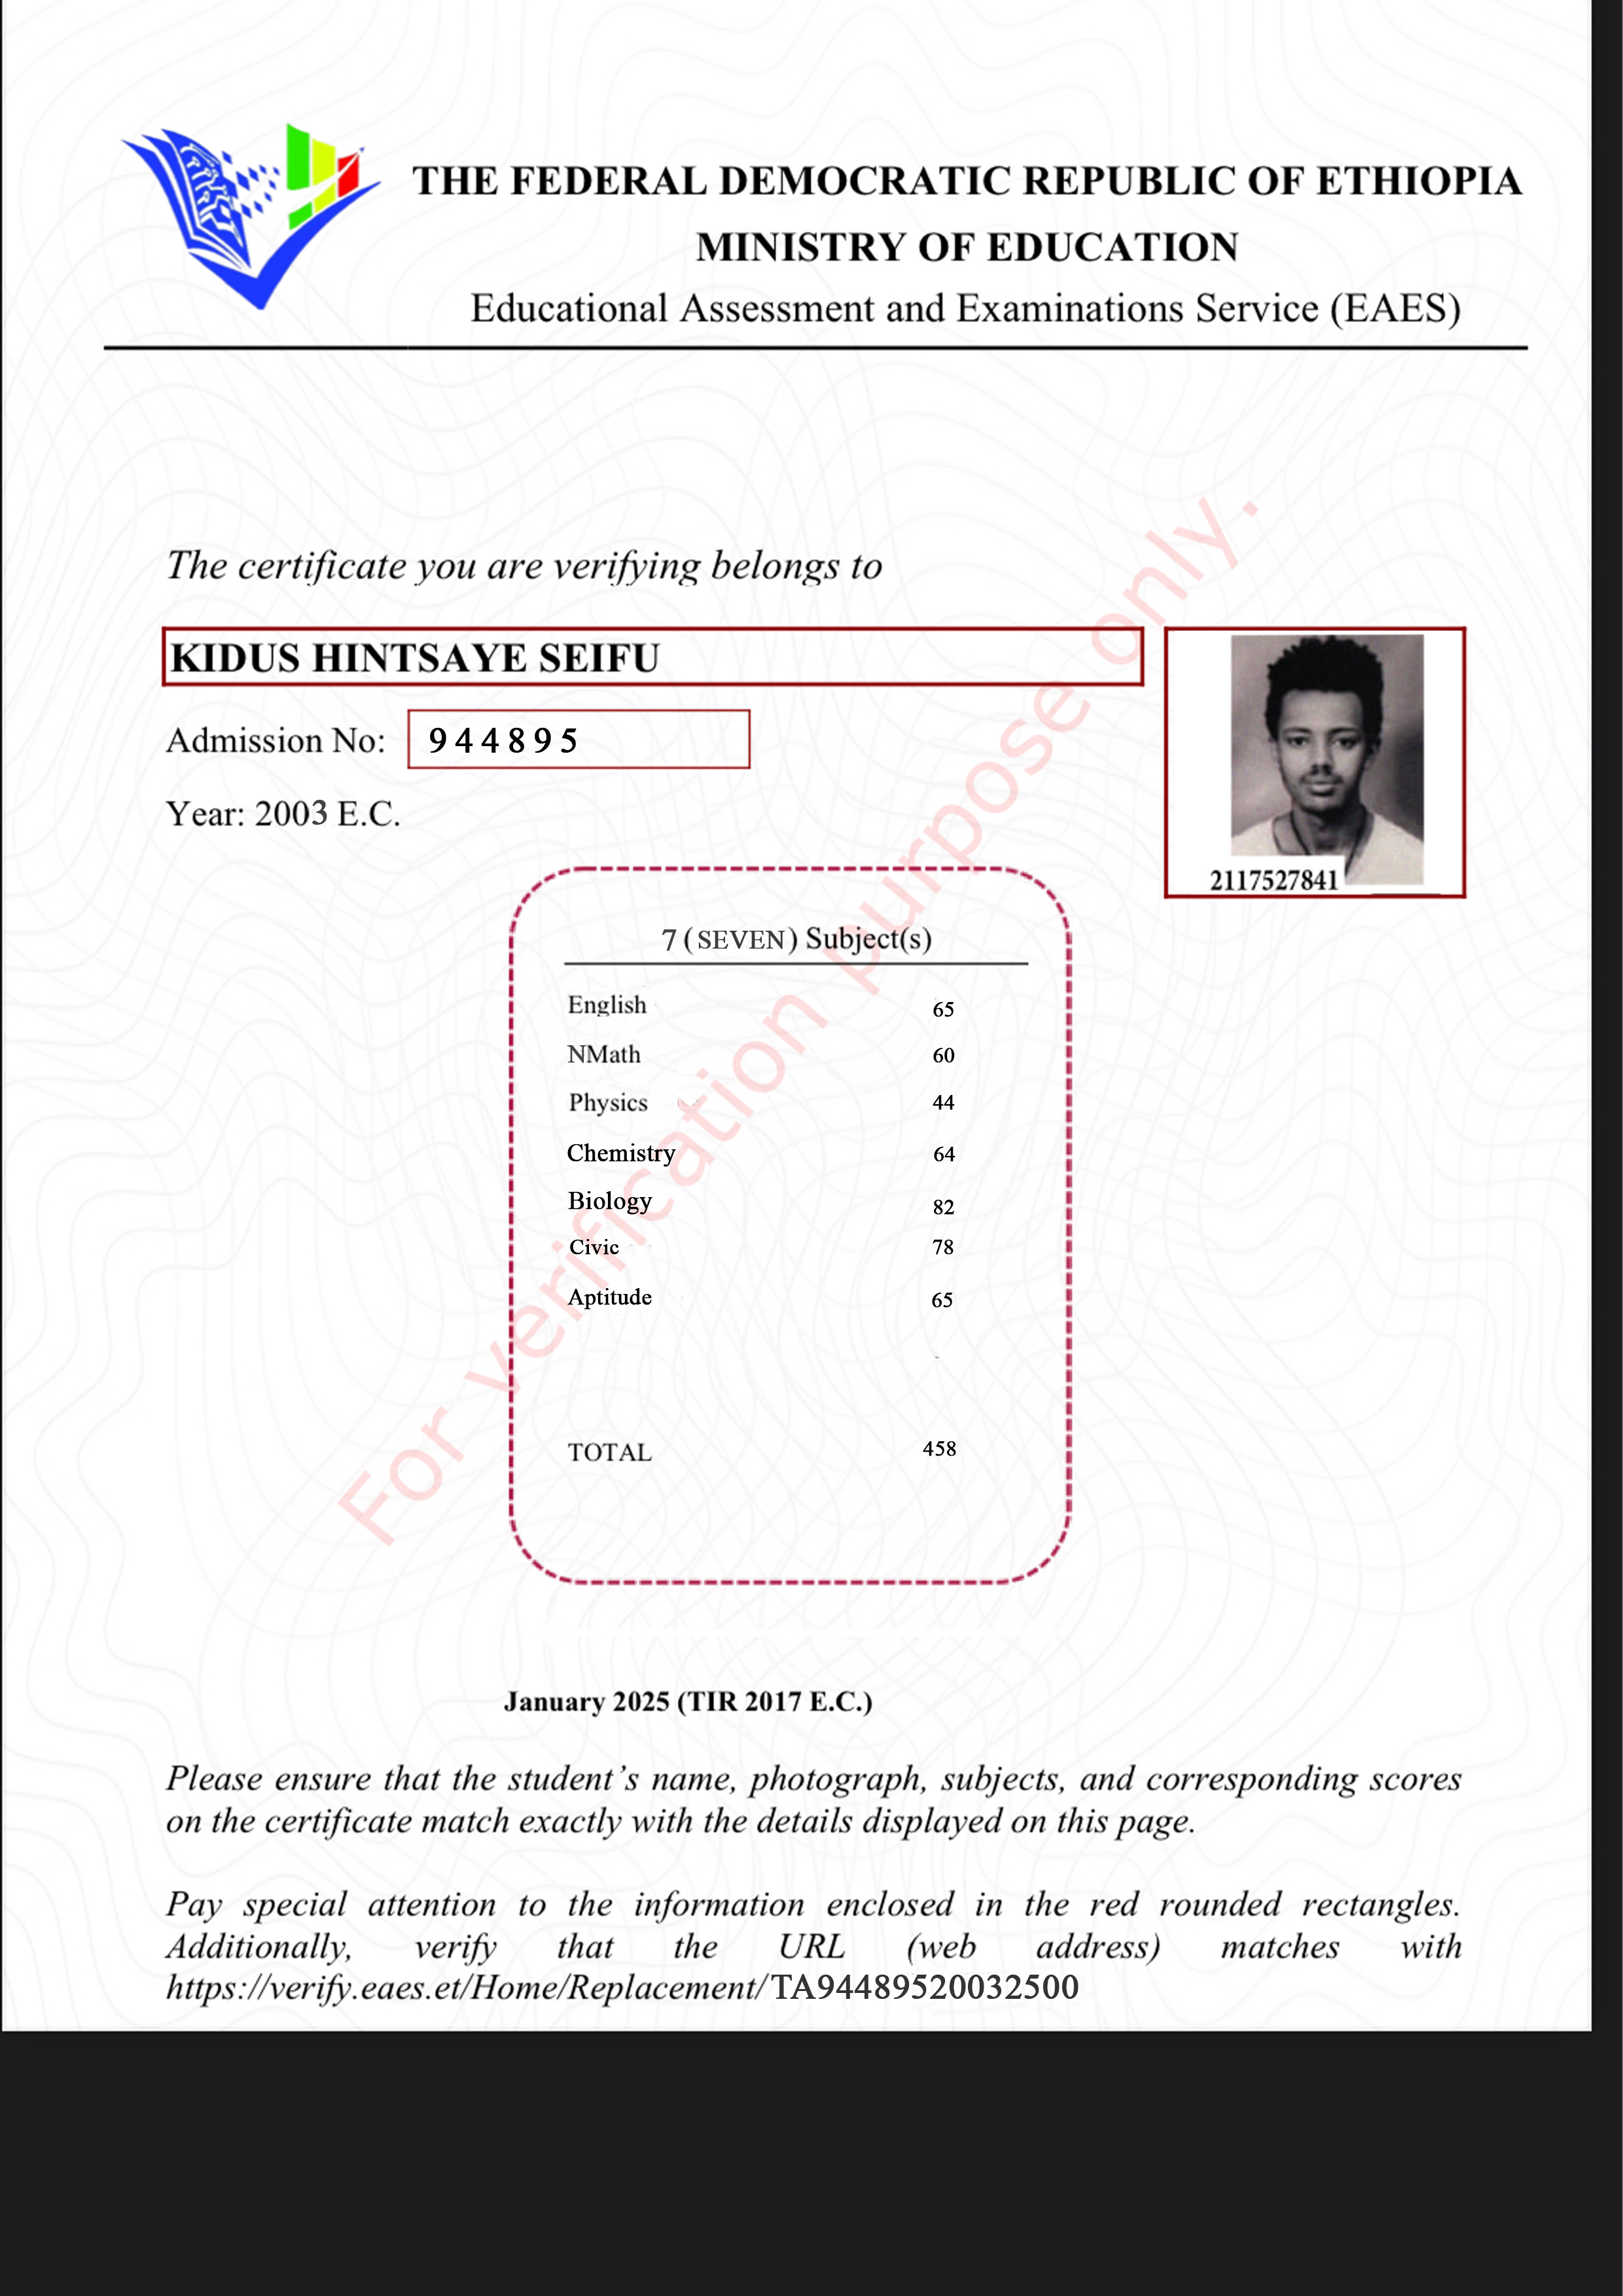 THE FEDERAL DEMOCRATIC REPUBLIC OF ETHIOPIA
MINISTRY OF EDUCATION
Educational Assessment and Examinations Service (EAES)
The certificate you are verifying belongs to
KIDUS HINTSAYE SEIFU
Admission No: 944895
Year: 2003 E.C.
2117527841
7 (SEVEN) Subject(s)
English 65
NMath 60
Physics 44
Chemistry 64
Biology 82
Civic 78
Aptitude 65
-
TOTAL 458
For verification purpose only.
January 2025 (TIR 2017 E.C.)
Please ensure that the student’s name, photograph, subjects, and corresponding scores
on the certificate match exactly with the details displayed on this page.
Pay special attention to the information enclosed in the red rounded rectangles.
Additionally, verify that the URL (web address) matches with
https://verify.eaes.et/Home/Replacement/TA94489520032500